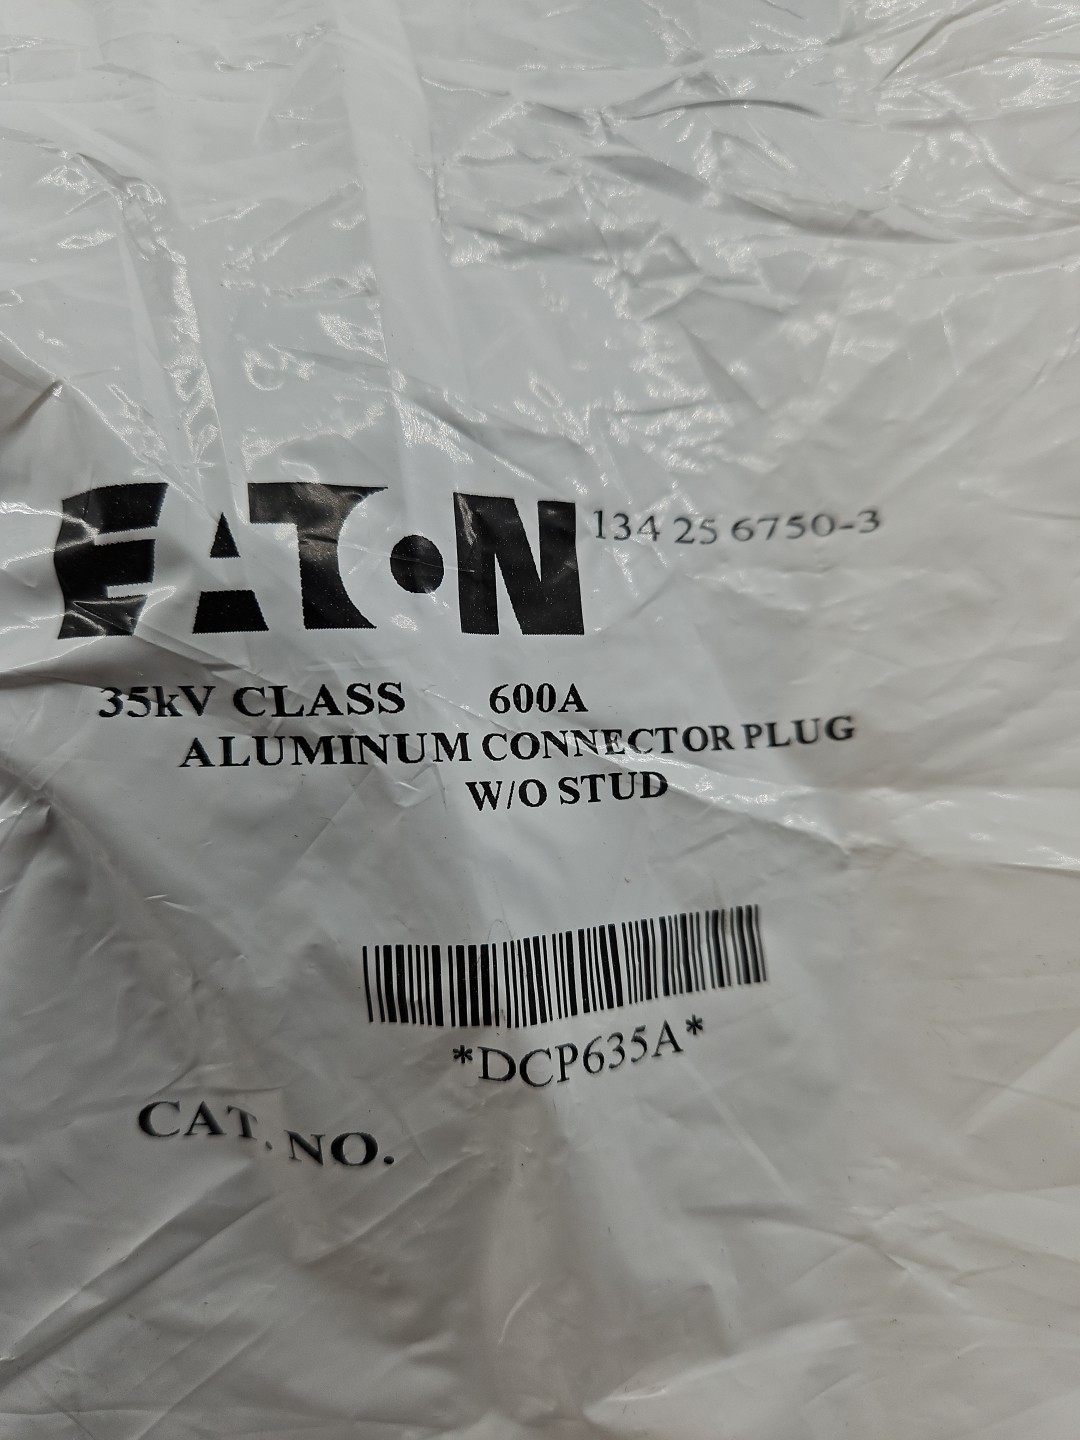 EATON 134 25 6750-3
35kV CLASS 600A
ALUMINUM CONNECTOR PLUG
W/O STUD
*DCP635A*
CAT. NO.